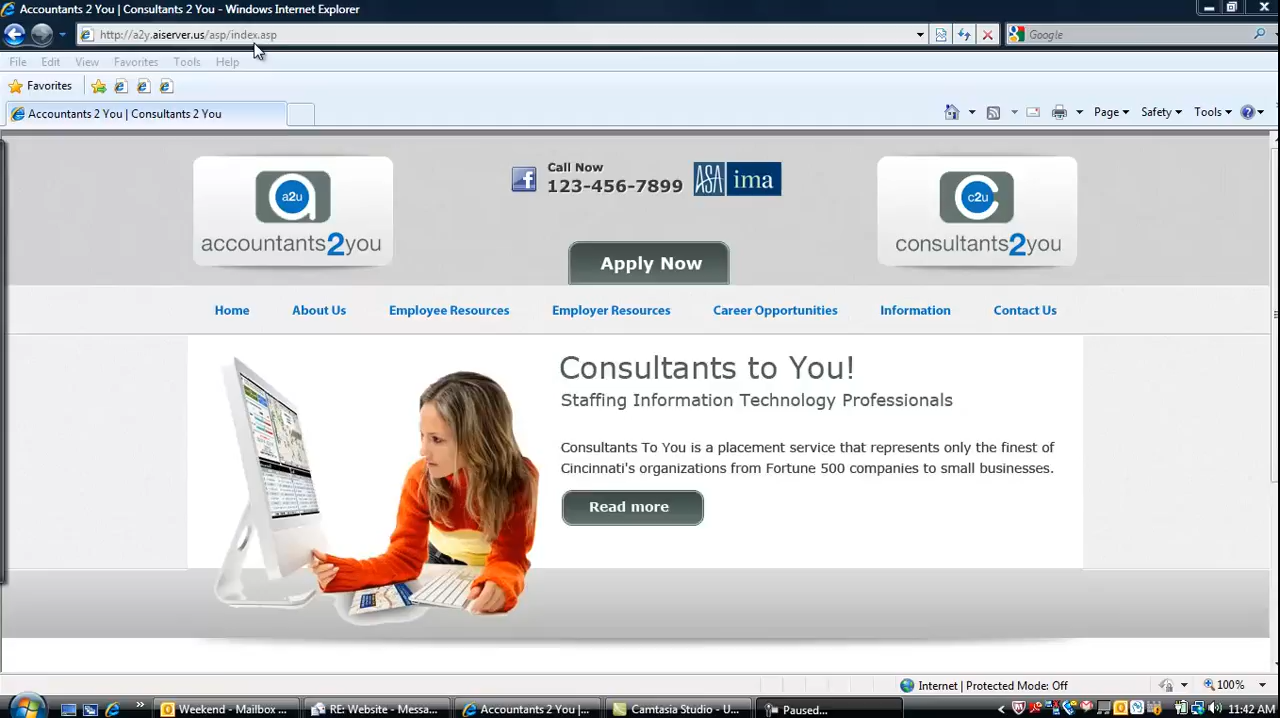 Accountants 2 You | Consultants 2 You - Windows Internet Explorer
http://a2y.aiserver.us/asp/index.asp
Google
File Edit View Favorites Tools Help
Favorites
Accountants 2 You | Consultants 2 You
Page Safety Tools
a2u
accountants2you
Call Now
123-456-7899
ASA ima
c2u
consultants2you
Apply Now
Home About Us Employee Resources Employer Resources Career Opportunities Information Contact Us
Consultants to You!
Staffing Information Technology Professionals
Consultants To You is a placement service that represents only the finest of
Cincinnati's organizations from Fortune 500 companies to small businesses.
Read more
Internet | Protected Mode: Off
100%
Weekend - Mailbox ...
RE: Website - Messa...
Accountants 2 You |...
Camtasia Studio - U...
Paused...
11:42 AM